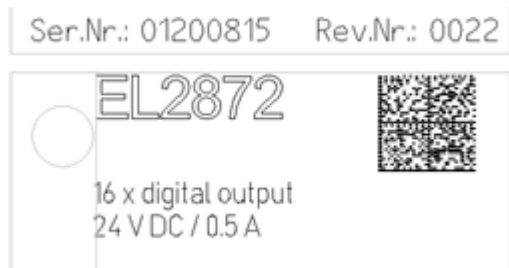 Ser.Nr.: 01200815 Rev.Nr.: 0022
EL2872
16 x digital output
24 V DC / 0.5 A